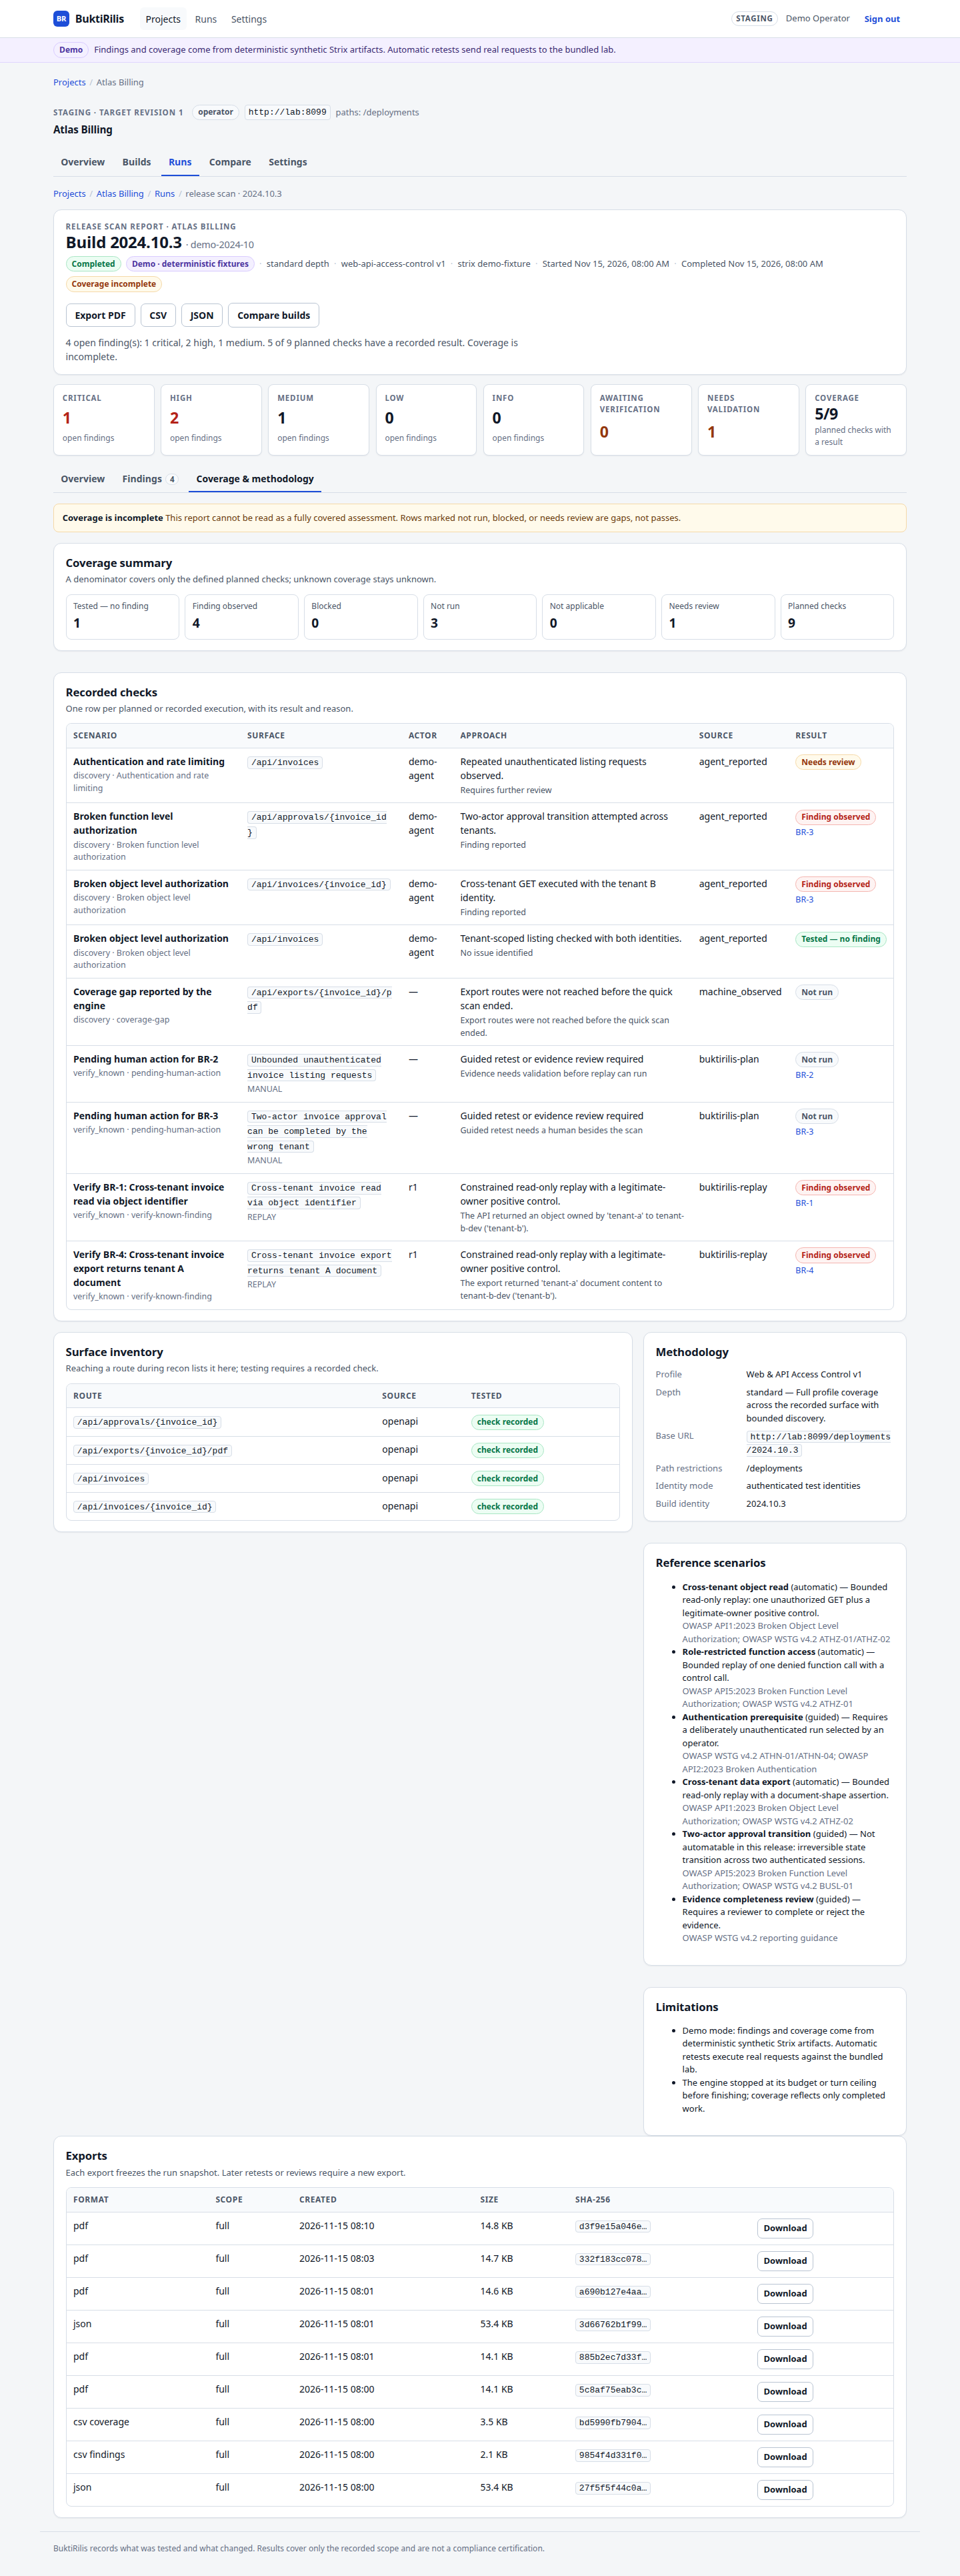 BR BuktiRilis Projects Runs Settings STAGING Demo Operator Sign out
Demo Findings and coverage come from deterministic synthetic Strix artifacts. Automatic retests send real requests to the bundled lab.
Projects / Atlas Billing
STAGING · TARGET REVISION 1 operator http://lab:8099 paths: /deployments
Atlas Billing
Overview Builds Runs Compare Settings
Projects / Atlas Billing / Runs / release scan · 2024.10.3
RELEASE SCAN REPORT · ATLAS BILLING
Build 2024.10.3 · demo-2024-10
Completed Demo · deterministic fixtures · standard depth · web-api-access-control v1 · strix demo-fixture · Started Nov 15, 2026, 08:00 AM · Completed Nov 15, 2026, 08:00 AM
Coverage incomplete
Export PDF CSV JSON Compare builds
4 open finding(s): 1 critical, 2 high, 1 medium. 5 of 9 planned checks have a recorded result. Coverage is
incomplete.
CRITICAL
1
open findings
HIGH
2
open findings
MEDIUM
1
open findings
LOW
0
open findings
INFO
0
open findings
AWAITING
VERIFICATION
0
NEEDS
VALIDATION
1
COVERAGE
5/9
planned checks with
a result
Overview Findings 4 Coverage & methodology
Coverage is incomplete This report cannot be read as a fully covered assessment. Rows marked not run, blocked, or needs review are gaps, not passes.
Coverage summary
A denominator covers only the defined planned checks; unknown coverage stays unknown.
Tested — no finding
1
Finding observed
4
Blocked
0
Not run
3
Not applicable
0
Needs review
1
Planned checks
9
Recorded checks
One row per planned or recorded execution, with its result and reason.
SCENARIO SURFACE ACTOR APPROACH SOURCE RESULT
Authentication and rate limiting
discovery · Authentication and rate
limiting
/api/invoices
demo-
agent
Repeated unauthenticated listing requests
observed.
Requires further review
agent_reported
Needs review
Broken function level
authorization
discovery · Broken function level
authorization
/api/approvals/{invoice_id
}
demo-
agent
Two-actor approval transition attempted across
tenants.
Finding reported
agent_reported
Finding observed
BR-3
Broken object level authorization
discovery · Broken object level
authorization
/api/invoices/{invoice_id}
demo-
agent
Cross-tenant GET executed with the tenant B
identity.
Finding reported
agent_reported
Finding observed
BR-3
Broken object level authorization
discovery · Broken object level
authorization
/api/invoices
demo-
agent
Tenant-scoped listing checked with both identities.
No issue identified
agent_reported
Tested — no finding
Coverage gap reported by the
engine
discovery · coverage-gap
/api/exports/{invoice_id}/p
df
—
Export routes were not reached before the quick
scan ended.
Export routes were not reached before the quick scan
ended.
machine_observed
Not run
Pending human action for BR-2
verify_known · pending-human-action
Unbounded unauthenticated
invoice listing requests
MANUAL
—
Guided retest or evidence review required
Evidence needs validation before replay can run
buktirilis-plan
Not run
BR-2
Pending human action for BR-3
verify_known · pending-human-action
Two-actor invoice approval
can be completed by the
wrong tenant
MANUAL
—
Guided retest or evidence review required
Guided retest needs a human besides the scan
buktirilis-plan
Not run
BR-3
Verify BR-1: Cross-tenant invoice
read via object identifier
verify_known · verify-known-finding
Cross-tenant invoice read
via object identifier
REPLAY
r1
Constrained read-only replay with a legitimate-
owner positive control.
The API returned an object owned by 'tenant-a' to tenant-
b-dev ('tenant-b').
buktirilis-replay
Finding observed
BR-1
Verify BR-4: Cross-tenant invoice
export returns tenant A
document
verify_known · verify-known-finding
Cross-tenant invoice export
returns tenant A document
REPLAY
r1
Constrained read-only replay with a legitimate-
owner positive control.
The export returned 'tenant-a' document content to
tenant-b-dev ('tenant-b').
buktirilis-replay
Finding observed
BR-4
Surface inventory
Reaching a route during recon lists it here; testing requires a recorded check.
ROUTE SOURCE TESTED
/api/approvals/{invoice_id} openapi check recorded
/api/exports/{invoice_id}/pdf openapi check recorded
/api/invoices openapi check recorded
/api/invoices/{invoice_id} openapi check recorded
Methodology
Profile Web & API Access Control v1
Depth standard — Full profile coverage
across the recorded surface with
bounded discovery.
Base URL http://lab:8099/deployments
/2024.10.3
Path restrictions /deployments
Identity mode authenticated test identities
Build identity 2024.10.3
Reference scenarios
• Cross-tenant object read (automatic) — Bounded
read-only replay: one unauthorized GET plus a
legitimate-owner positive control.
OWASP API1:2023 Broken Object Level
Authorization; OWASP WSTG v4.2 ATHZ-01/ATHZ-02
• Role-restricted function access (automatic) —
Bounded replay of one denied function call with a
control call.
OWASP API5:2023 Broken Function Level
Authorization; OWASP WSTG v4.2 ATHZ-01
• Authentication prerequisite (guided) — Requires
a deliberately unauthenticated run selected by an
operator.
OWASP WSTG v4.2 ATHN-01/ATHN-04; OWASP
API2:2023 Broken Authentication
• Cross-tenant data export (automatic) — Bounded
read-only replay with a document-shape assertion.
OWASP API1:2023 Broken Object Level
Authorization; OWASP WSTG v4.2 ATHZ-02
• Two-actor approval transition (guided) — Not
automatable in this release: irreversible state
transition across two authenticated sessions.
OWASP API5:2023 Broken Function Level
Authorization; OWASP WSTG v4.2 BUSL-01
• Evidence completeness review (guided) —
Requires a reviewer to complete or reject the
evidence.
OWASP WSTG v4.2 reporting guidance
Limitations
• Demo mode: findings and coverage come from
deterministic synthetic Strix artifacts. Automatic
retests execute real requests against the bundled
lab.
• The engine stopped at its budget or turn ceiling
before finishing; coverage reflects only completed
work.
Exports
Each export freezes the run snapshot. Later retests or reviews require a new export.
FORMAT SCOPE CREATED SIZE SHA-256
pdf full 2026-11-15 08:10 14.8 KB d3f9e15a046e… Download
pdf full 2026-11-15 08:03 14.7 KB 332f183cc078… Download
pdf full 2026-11-15 08:01 14.6 KB a690b127e4aa… Download
json full 2026-11-15 08:01 53.4 KB 3d66762b1f99… Download
pdf full 2026-11-15 08:01 14.1 KB 885b2ec7d33f… Download
pdf full 2026-11-15 08:00 14.1 KB 5c8af75eab3c… Download
csv coverage full 2026-11-15 08:00 3.5 KB bd5990fb7904… Download
csv findings full 2026-11-15 08:00 2.1 KB 9854f4d331f0… Download
json full 2026-11-15 08:00 53.4 KB 27f5f5f44c0a… Download
BuktiRilis records what was tested and what changed. Results cover only the recorded scope and are not a compliance certification.